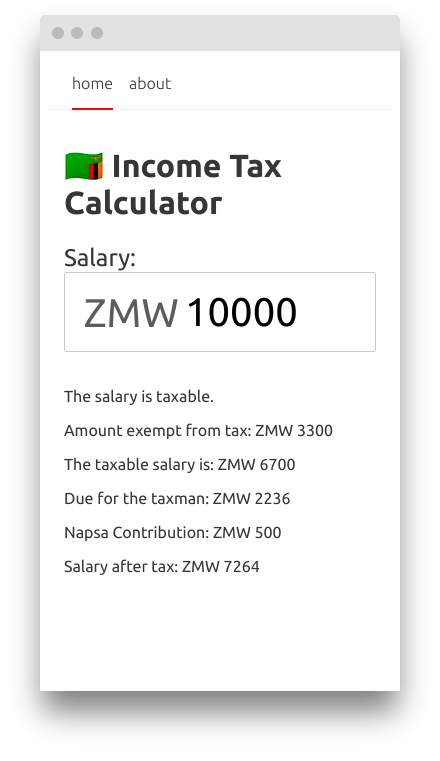 home about
🇿🇲 Income Tax
Calculator
Salary:
ZMW 10000
The salary is taxable.
Amount exempt from tax: ZMW 3300
The taxable salary is: ZMW 6700
Due for the taxman: ZMW 2236
Napsa Contribution: ZMW 500
Salary after tax: ZMW 7264